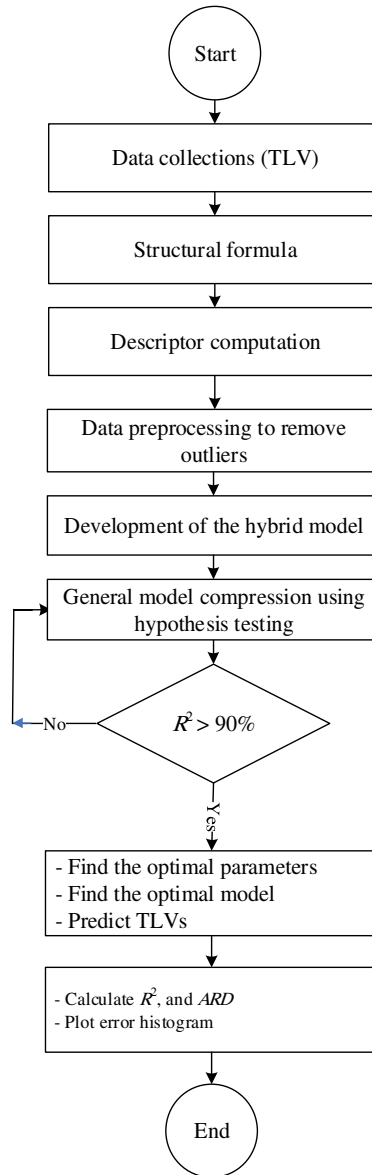 Start
Data collections (TLV)
Structural formula
Descriptor computation
Data preprocessing to remove
outliers
Development of the hybrid model
General model compression using
hypothesis testing
R² > 90%
No
Yes
- Find the optimal parameters
- Find the optimal model
- Predict TLVs
- Calculate R², and ARD
- Plot error histogram
End